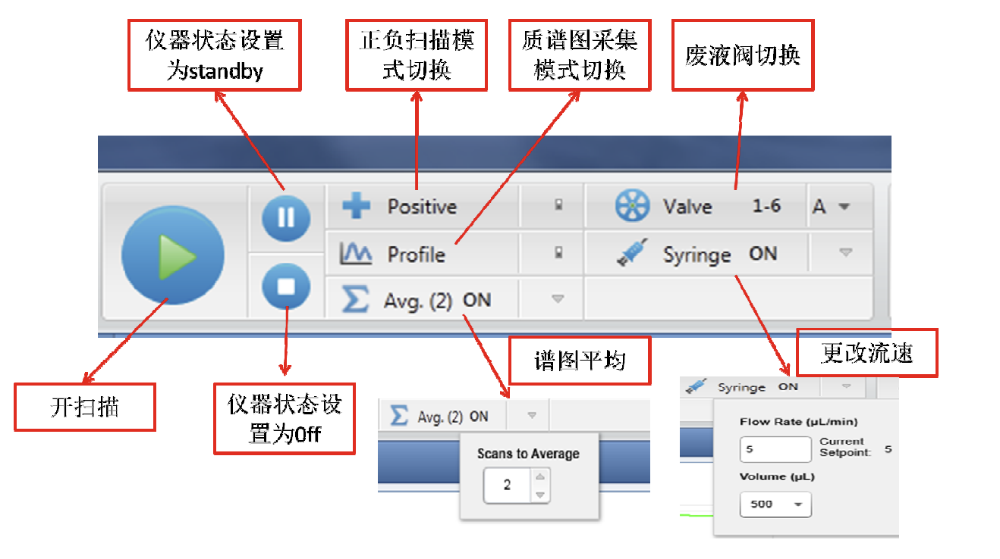 仪器状态设置
为standby
正负扫描模
式切换
质谱图采集
模式切换
废液阀切换
Positive
Valve 1-6 A
Profile
Syringe ON
Avg. (2) ON
谱图平均
更改流速
开扫描
仪器状态设
置为0ff
Avg. (2) ON
Scans to Average
2
Syringe ON
Flow Rate (μL/min)
5
Current
Setpoint: 5
Volume (μL)
500